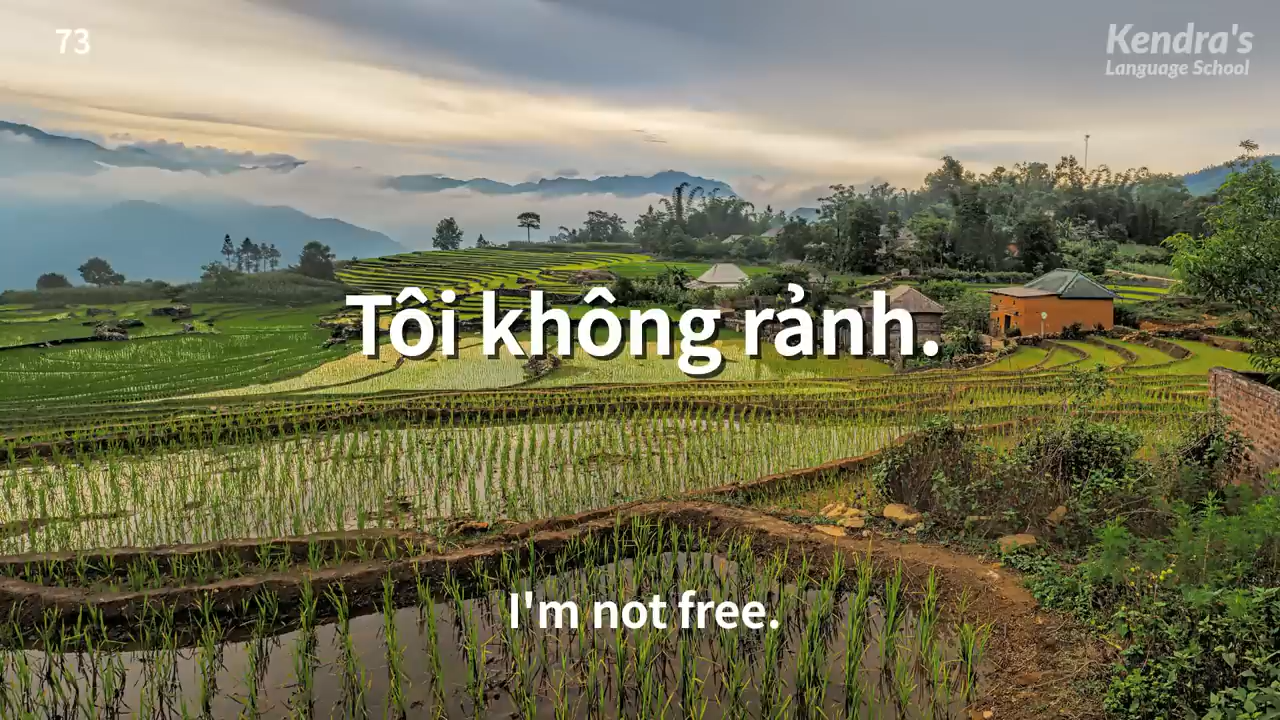 73
Kendra's
Language School
Tôi không rảnh.
I'm not free.